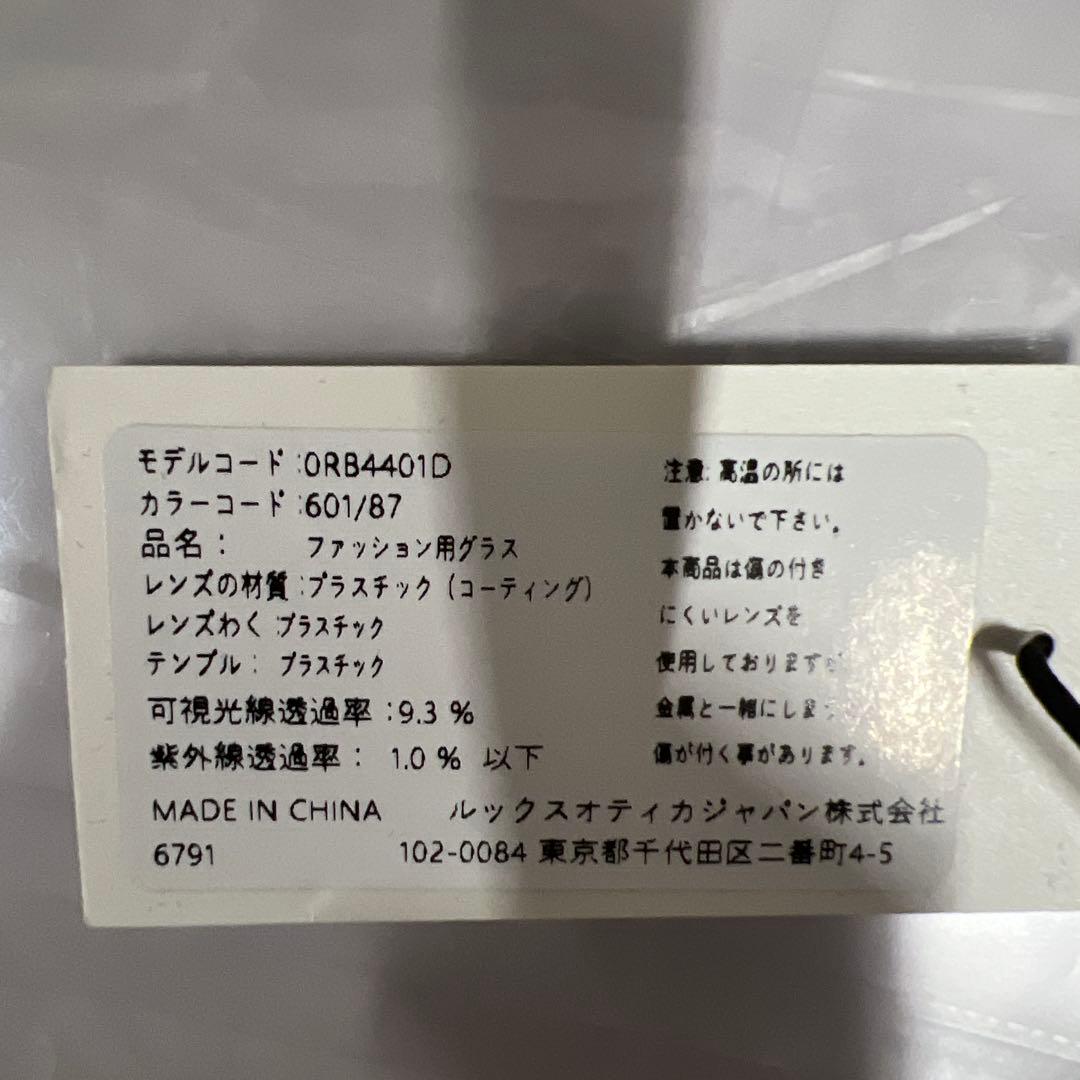 モデルコード :0RB4401D
カラーコード :601/87
品名： ファッション用グラス
レンズの材質 :プラスチック (コーティング)
レンズわく :プラスチック
テンプル： プラスチック
可視光線透過率 :9.3 %
紫外線透過率： 1.0 % 以下
注意: 高温の所には
置かないで下さい。
本商品は傷の付き
にくいレンズを
使用しておりますが
金属と一緒にします
傷が付く事があります。
MADE IN CHINA ルックスオティカジャパン株式会社
6791 102-0084 東京都千代田区二番町4-5